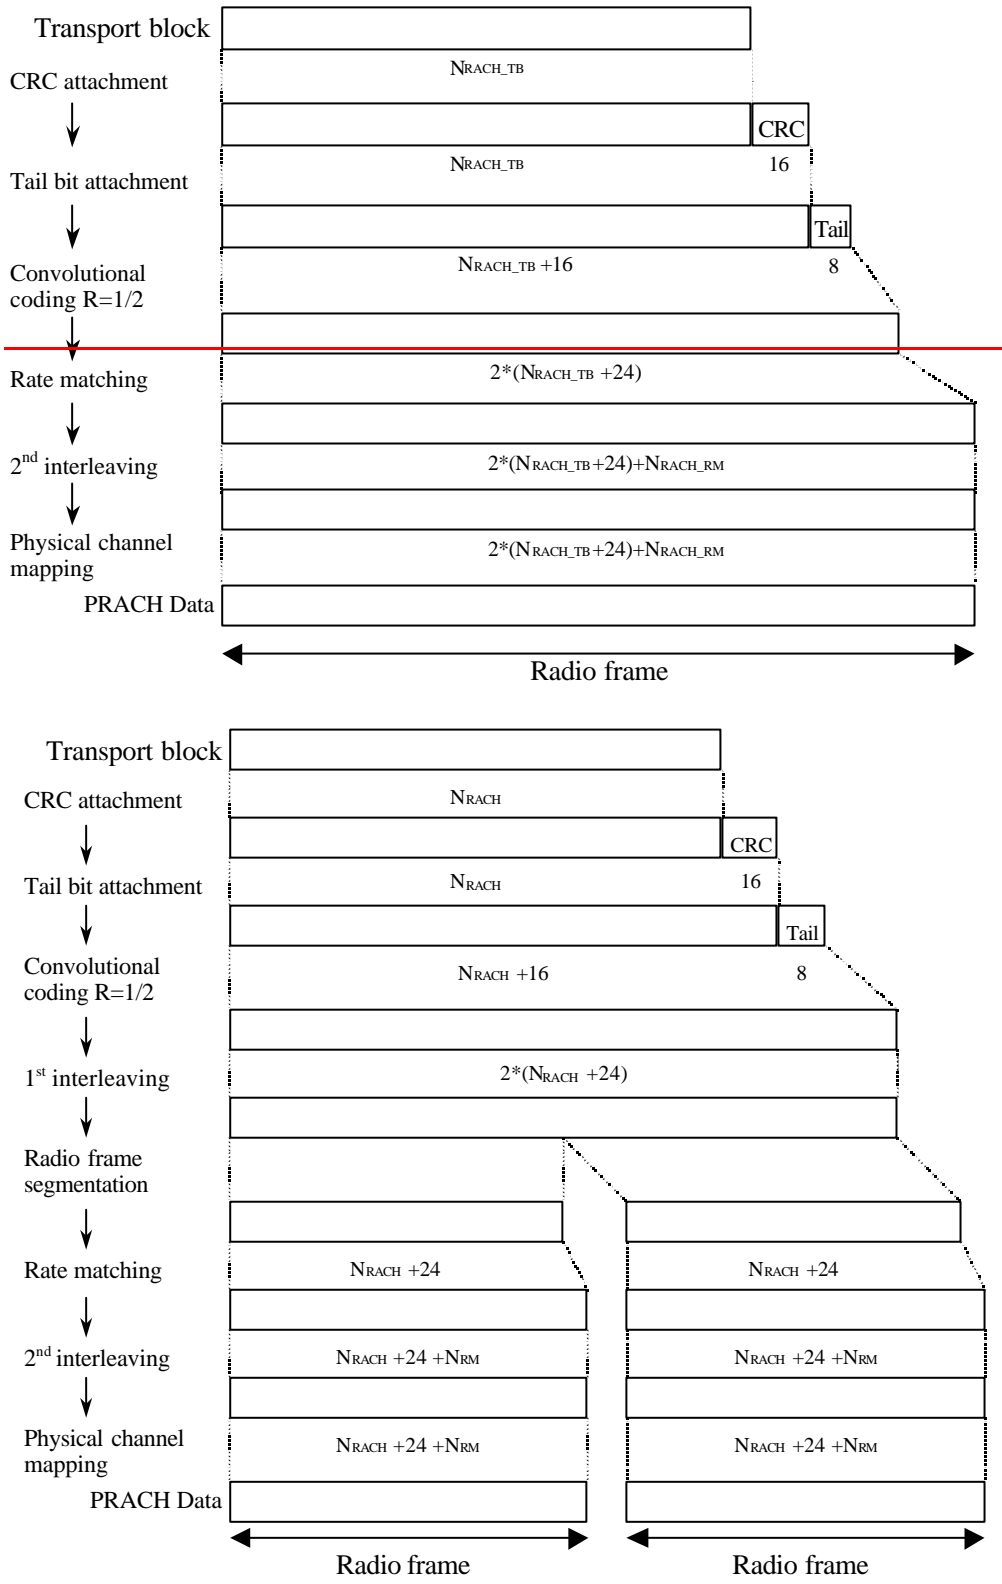 Transport block
NRACH_TB
CRC attachment
CRC
NRACH_TB
16
Tail bit attachment
Tail
NRACH_TB +16
8
Convolutional
coding R=1/2
2*(NRACH_TB +24)
Rate matching
2*(NRACH_TB+24)+NRACH_RM
2nd interleaving
2*(NRACH_TB+24)+NRACH_RM
Physical channel
mapping
PRACH Data
Radio frame
Transport block
NRACH
CRC attachment
CRC
NRACH
16
Tail bit attachment
Tail
NRACH +16
8
Convolutional
coding R=1/2
2*(NRACH +24)
1st interleaving
Radio frame
segmentation
Rate matching
NRACH +24
NRACH +24
2nd interleaving
NRACH +24 +NRM
NRACH +24 +NRM
Physical channel
mapping
NRACH +24 +NRM
NRACH +24 +NRM
PRACH Data
Radio frame
Radio frame